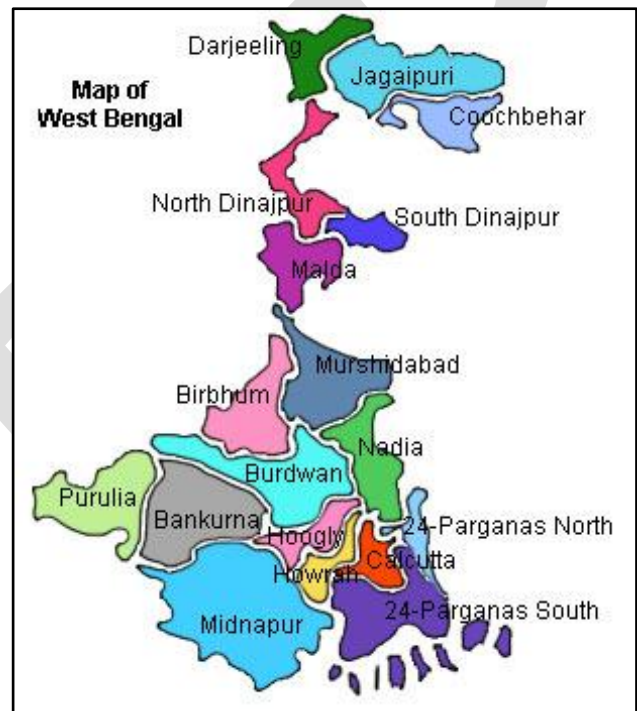 Darjeeling
Jagaipuri
Map of
West Bengal
Coochbehar
North Dinajpur
South Dinajpur
Malda
Murshidabad
Birbhum
Nadia
Burdwan
Purulia
Bankurna
24-Parganas North
Hoogly
Calcutta
Howrah
24-Parganas South
Midnapur